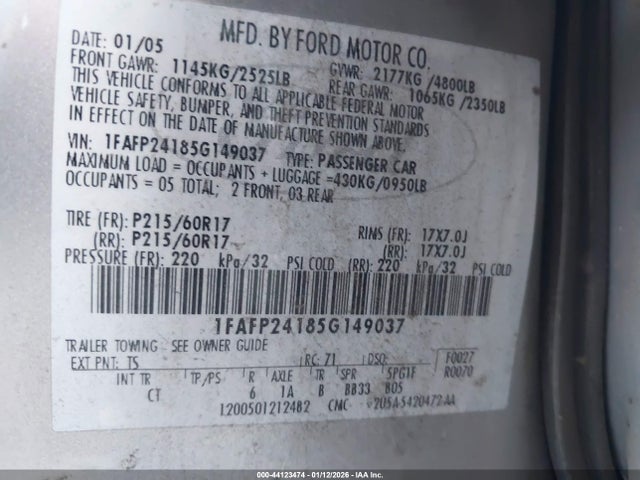 MFD. BY FORD MOTOR CO.
DATE: 01/05
FRONT GAWR: 1145KG/2525LB
GVWR: 2177KG/4800LB
REAR GAWR: 1065KG/2350LB
THIS VEHICLE CONFORMS TO ALL APPLICABLE FEDERAL MOTOR
VEHICLE SAFETY, BUMPER, AND THEFT PREVENTION STANDARDS
IN EFFECT ON THE DATE OF MANUFACTURE SHOWN ABOVE.
VIN: 1FAFP24185G149037 TYPE: PASSENGER CAR
MAXIMUM LOAD = OCCUPANTS + LUGGAGE = 430KG/0950LB
OCCUPANTS = 05 TOTAL; 2 FRONT, 03 REAR
TIRE (FR): P215/60R17 RIMS (FR): 17X7.0J
(RR): P215/60R17 (RR): 17X7.0J
PRESSURE (FR): 220 kPa/32 PSI COLD (RR): 220 kPa/32 PSI COLD
1FAFP24185G149037
TRAILER TOWING - SEE OWNER GUIDE
EXT PNT: TS RC: 71 DSO: F0027
R0070
INT TR TP/PS R AXLE TR SPR SPG1F
CT 6 1A B BB33 BO5
1200501212482 CMC
© 2026 - 44123474 - 01/12/2026 - IAA Inc. (IAA)